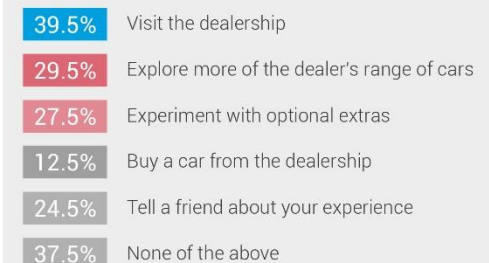 39.5% Visit the dealership
29.5% Explore more of the dealer's range of cars
27.5% Experiment with optional extras
12.5% Buy a car from the dealership
24.5% Tell a friend about your experience
37.5% None of the above